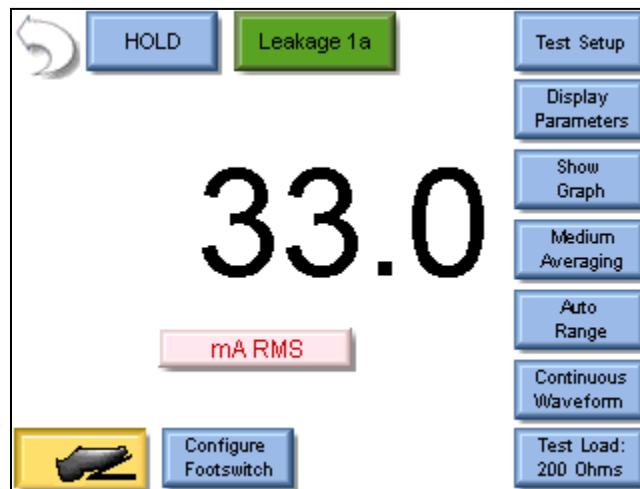 HOLD
Leakage 1a
Test Setup
Display
Parameters
Show
Graph
33.0
Medium
Averaging
Auto
Range
mA RMS
Continuous
Waveform
Configure
Footswitch
Test Load:
200 Ohms